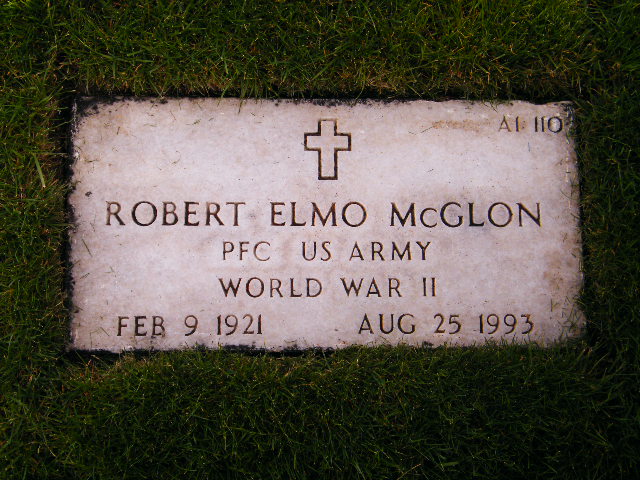 A1 110
ROBERT ELMO McGLON
PFC US ARMY
WORLD WAR II
FEB 9 1921 AUG 25 1993